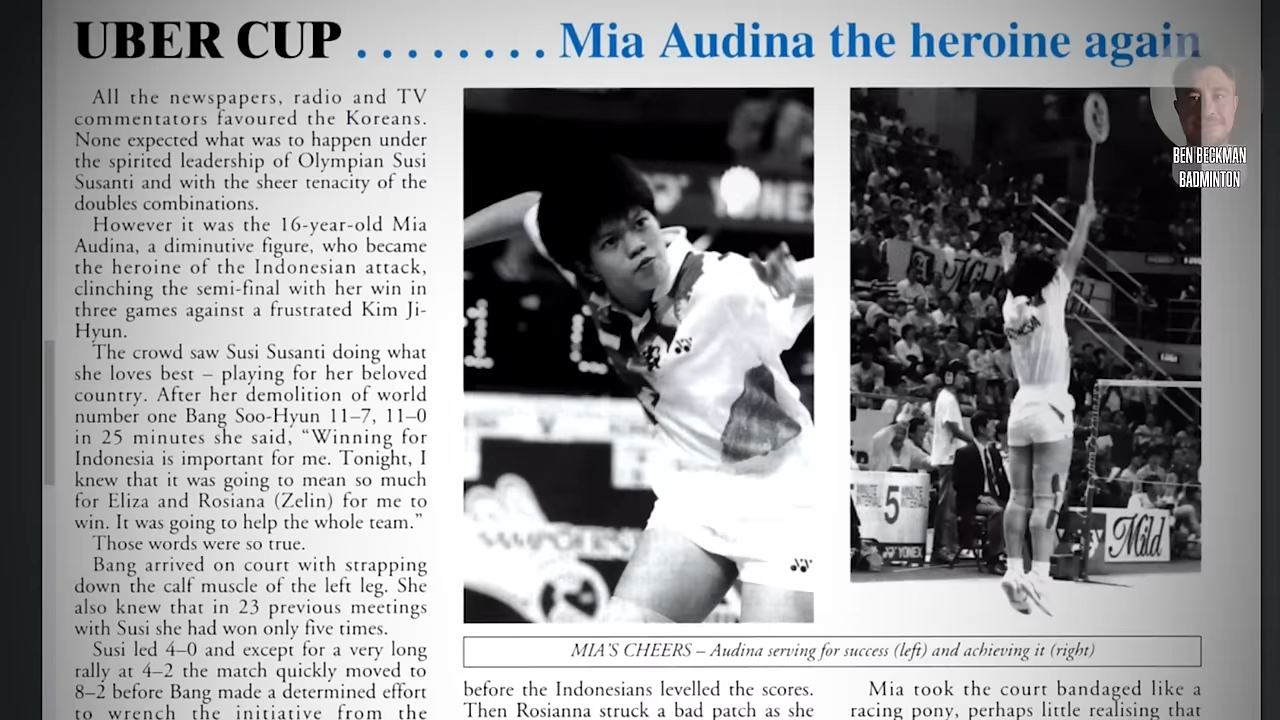 UBER CUP ........ Mia Audina the heroine again
BEN BECKMAN
BADMINTON
All the newspapers, radio and TV
commentators favoured the Koreans.
None expected what was to happen under
the spirited leadership of Olympian Susi
Susanti and with the sheer tenacity of the
doubles combinations.
However it was the 16-year-old Mia
Audina, a diminutive figure, who became
the heroine of the Indonesian attack,
clinching the semi-final with her win in
three games against a frustrated Kim Ji-
Hyun.
The crowd saw Susi Susanti doing what
she loves best – playing for her beloved
country. After her demolition of world
number one Bang Soo-Hyun 11–7, 11–0
in 25 minutes she said, “Winning for
Indonesia is important for me. Tonight, I
knew that it was going to mean so much
for Eliza and Rosiana (Zelin) for me to
win. It was going to help the whole team.”
Those words were so true.
Bang arrived on court with strapping
down the calf muscle of the left leg. She
also knew that in 23 previous meetings
with Susi she had won only five times.
Susi led 4–0 and except for a very long
rally at 4–2 the match quickly moved to
8–2 before Bang made a determined effort
to wrench the initiative from the
YONEX
5
YONEX
Mild
MIA'S CHEERS – Audina serving for success (left) and achieving it (right)
before the Indonesians levelled the scores.
Then Rosianna struck a bad patch as she
Mia took the court bandaged like a
racing pony, perhaps little realising that